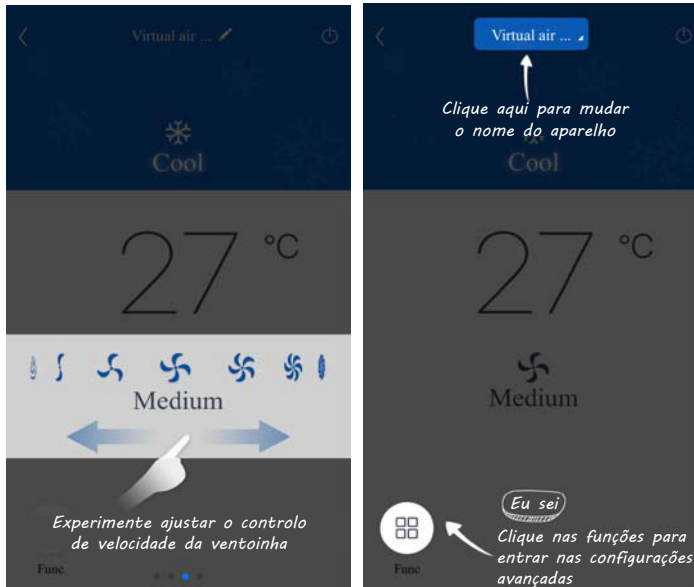 Virtual air ...
Cool
27 °C
Medium
Experimente ajustar o controlo
de velocidade da ventoinha
Func
Virtual air ...
Clique aqui para mudar
o nome do aparelho
Cool
27 °C
Medium
Eu sei
Clique nas funções para
entrar nas configurações
avançadas
Func